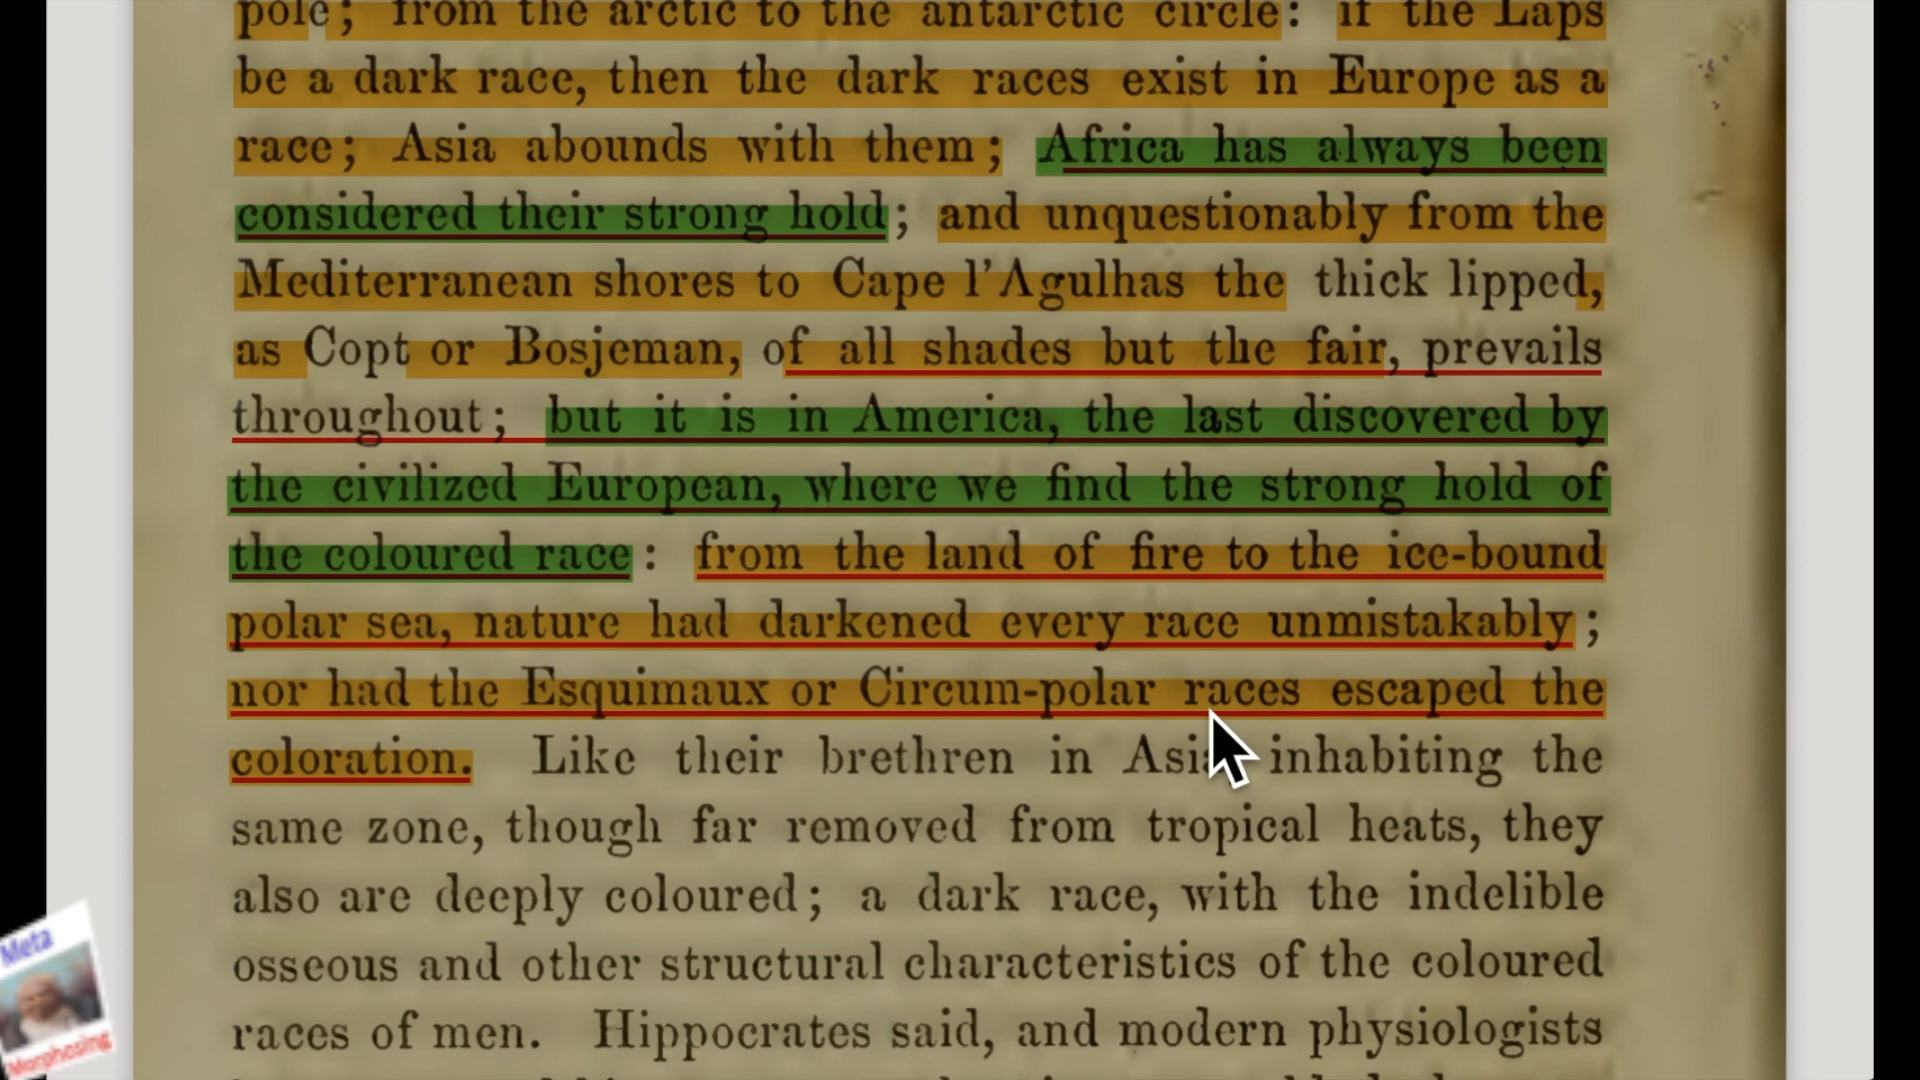 pole; from the arctic to the antarctic circle: if the Laps
be a dark race, then the dark races exist in Europe as a
race; Asia abounds with them; Africa has always been
considered their strong hold; and unquestionably from the
Mediterranean shores to Cape l'Agulhas the thick lipped,
as Copt or Bosjeman, of all shades but the fair, prevails
throughout; but it is in America, the last discovered by
the civilized European, where we find the strong hold of
the coloured race: from the land of fire to the ice-bound
polar sea, nature had darkened every race unmistakably;
nor had the Esquimaux or Circum-polar races escaped the
coloration. Like their brethren in Asia inhabiting the
same zone, though far removed from tropical heats, they
also are deeply coloured; a dark race, with the indelible
osseous and other structural characteristics of the coloured
races of men. Hippocrates said, and modern physiologists
Meta
Morphosing